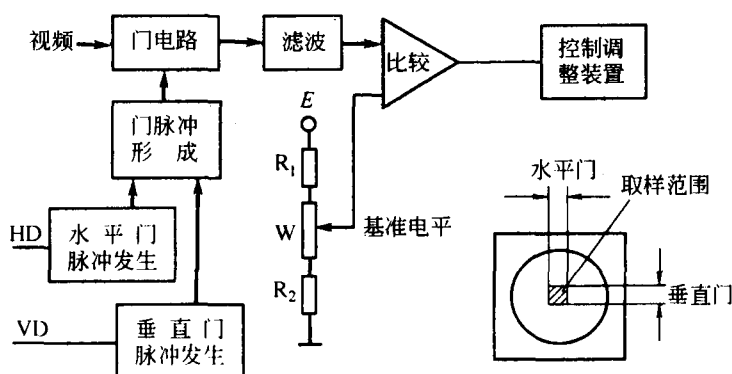 视频
门电路
滤波
比较
控制调
整装置
门脉冲
形成
E
R₁
W
R₂
基准电平
HD
水平门
脉冲发生
VD
垂直门
脉冲发生
水平门
取样范围
垂直门